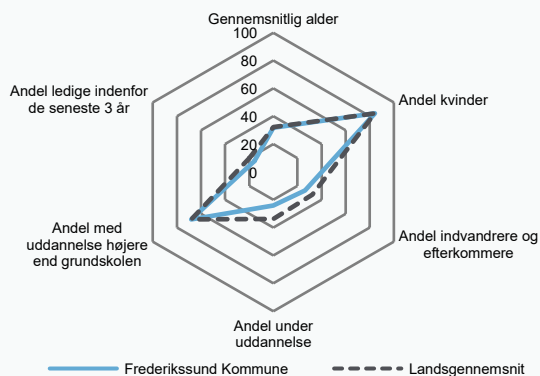 Gennemsnitlig alder
100
80
60
40
20
0
Andel kvinder
Andel indvandrere og
efterkommere
Andel under
uddannelse
Andel med
uddannelse højere
end grundskolen
Andel ledige indenfor
de seneste 3 år
Frederikssund Kommune
Landsgennemsnit